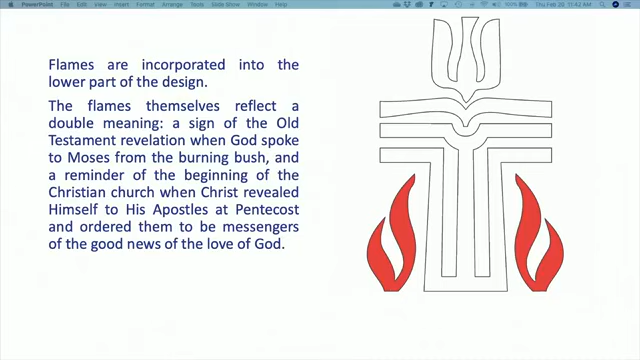 PowerPoint File Edit View Insert Format Arrange Tools Slide Show Window Help 100% Thu Feb 11:42 AM
Flames are incorporated into the
lower part of the design.
The flames themselves reflect a
double meaning: a sign of the Old
Testament revelation when God spoke
to Moses from the burning bush, and
a reminder of the beginning of the
Christian church when Christ revealed
Himself to His Apostles at Pentecost
and ordered them to be messengers
of the good news of the love of God.